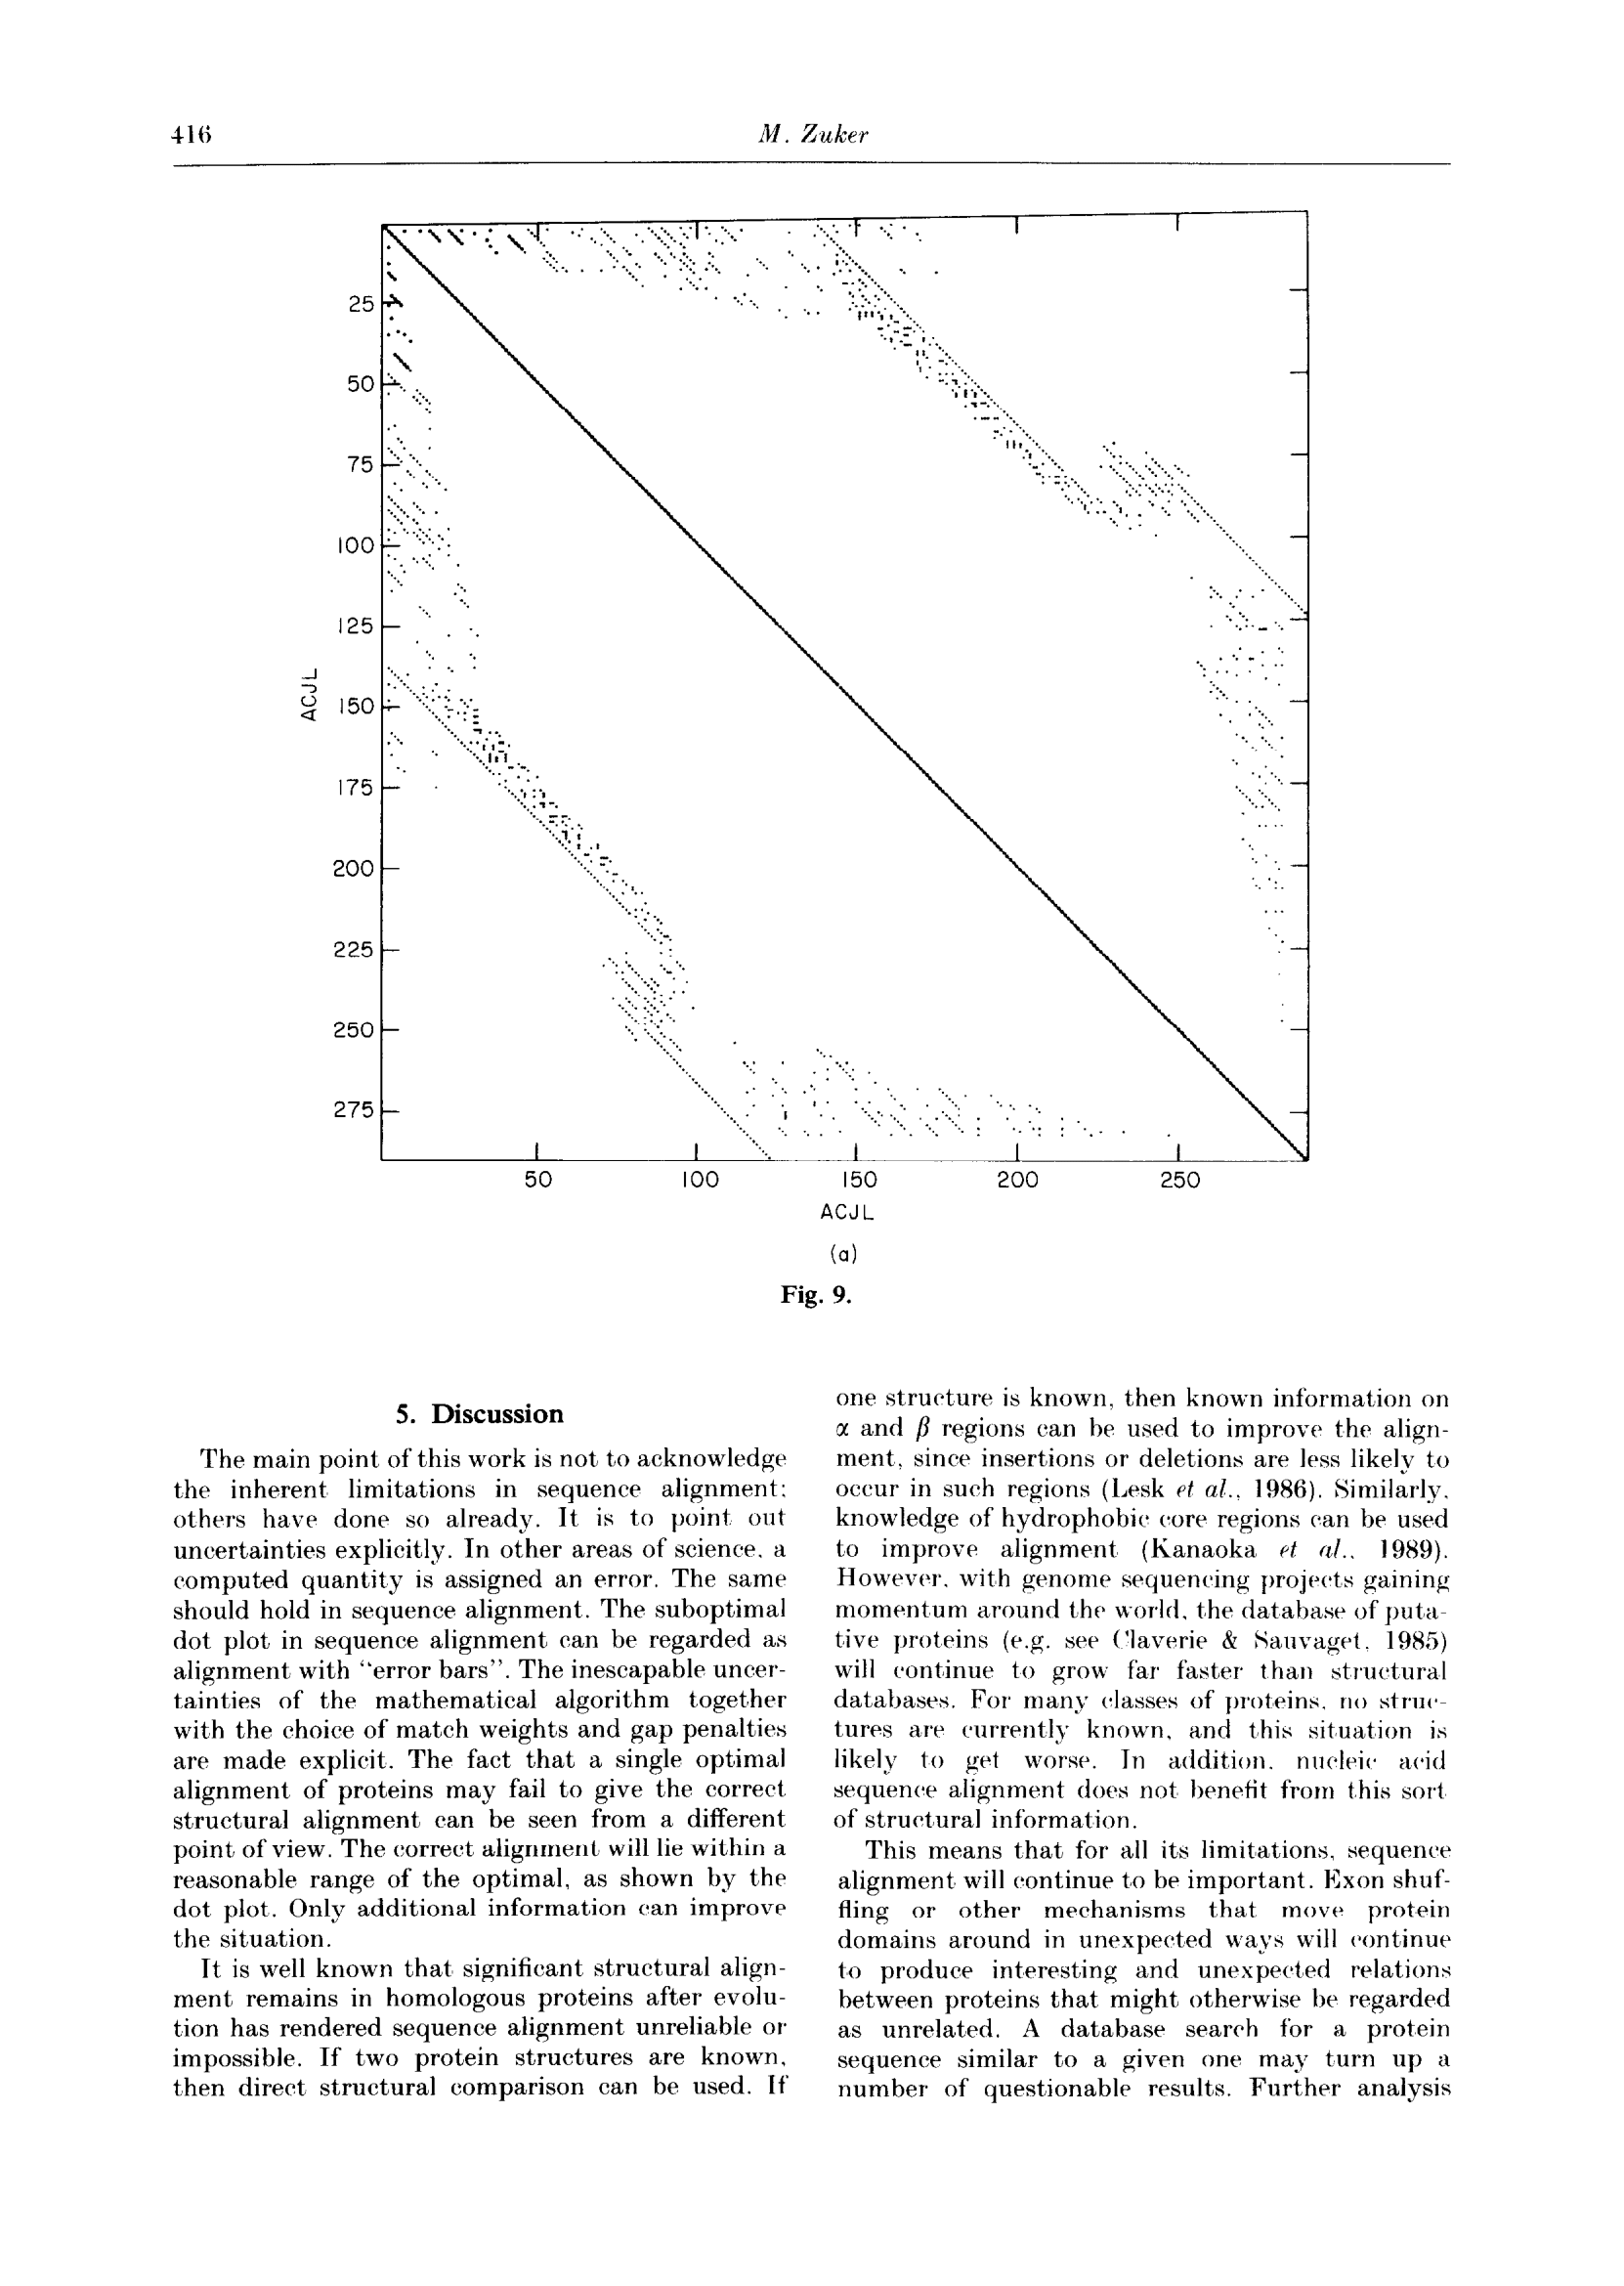 416
M. Zuker
25
50
75
100
125
150
175
200
225
250
275
ACJL
50
100
150
200
250
ACJL
(a)
Fig. 9.
5. Discussion
The main point of this work is not to acknowledge
the inherent limitations in sequence alignment;
others have done so already. It is to point out
uncertainties explicitly. In other areas of science, a
computed quantity is assigned an error. The same
should hold in sequence alignment. The suboptimal
dot plot in sequence alignment can be regarded as
alignment with “error bars”. The inescapable uncer-
tainties of the mathematical algorithm together
with the choice of match weights and gap penalties
are made explicit. The fact that a single optimal
alignment of proteins may fail to give the correct
structural alignment can be seen from a different
point of view. The correct alignment will lie within a
reasonable range of the optimal, as shown by the
dot plot. Only additional information can improve
the situation.
It is well known that significant structural align-
ment remains in homologous proteins after evolu-
tion has rendered sequence alignment unreliable or
impossible. If two protein structures are known,
then direct structural comparison can be used. If
one structure is known, then known information on
α and β regions can be used to improve the align-
ment, since insertions or deletions are less likely to
occur in such regions (Lesk et al., 1986). Similarly,
knowledge of hydrophobic core regions can be used
to improve alignment (Kanaoka et al., 1989).
However, with genome sequencing projects gaining
momentum around the world, the database of puta-
tive proteins (e.g. see Claverie & Sauvaget, 1985)
will continue to grow far faster than structural
databases. For many classes of proteins, no struc-
tures are currently known, and this situation is
likely to get worse. In addition, nucleic acid
sequence alignment does not benefit from this sort
of structural information.
This means that for all its limitations, sequence
alignment will continue to be important. Exon shuf-
fling or other mechanisms that move protein
domains around in unexpected ways will continue
to produce interesting and unexpected relations
between proteins that might otherwise be regarded
as unrelated. A database search for a protein
sequence similar to a given one may turn up a
number of questionable results. Further analysis